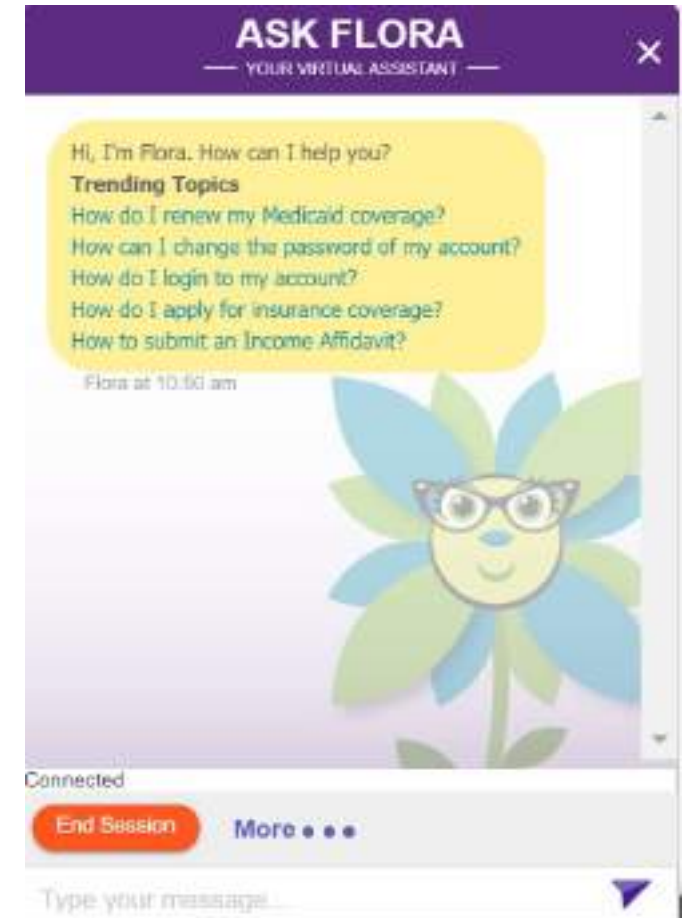 ASK FLORA
YOUR VIRTUAL ASSISTANT
Hi, I'm Flora. How can I help you?
Trending Topics
How do I renew my Medicaid coverage?
How can I change the password of my account?
How do I login to my account?
How do I apply for insurance coverage?
How to submit an Income Affidavit?
Flora at 10:50 am
Connected
End Session
More
Type your message...